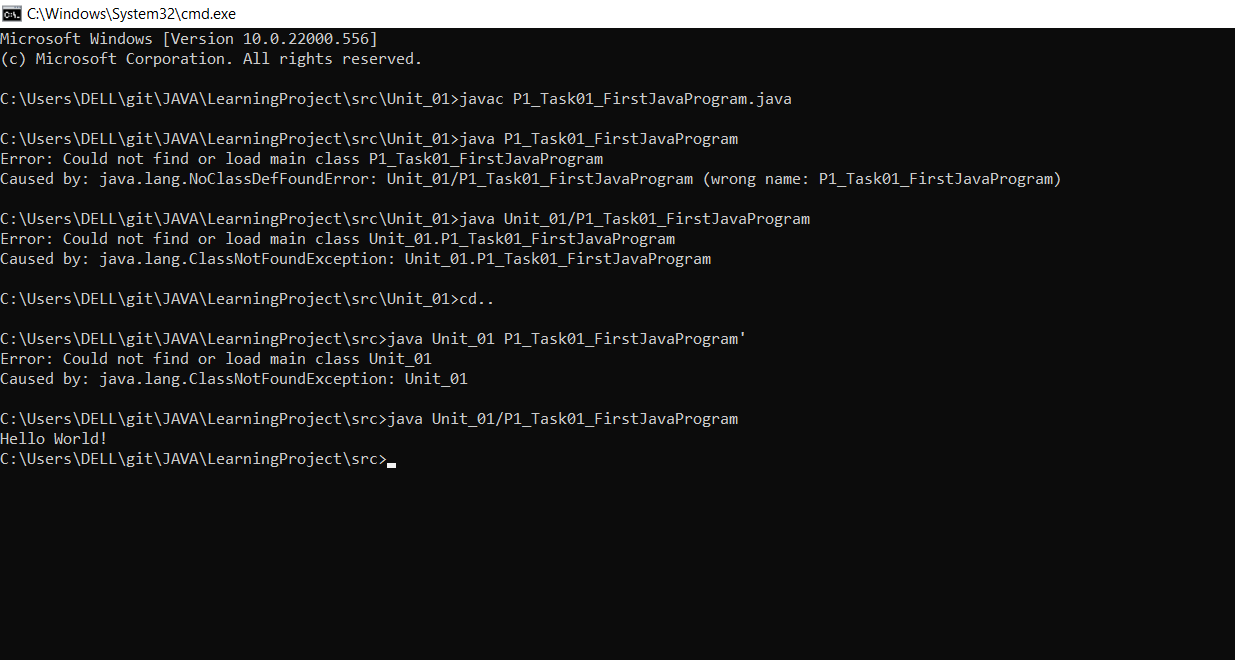 C:\Windows\System32\cmd.exe
Microsoft Windows [Version 10.0.22000.556]
(c) Microsoft Corporation. All rights reserved.
C:\Users\DELL\git\JAVA\LearningProject\src\Unit_01>javac P1_Task01_FirstJavaProgram.java
C:\Users\DELL\git\JAVA\LearningProject\src\Unit_01>java P1_Task01_FirstJavaProgram
Error: Could not find or load main class P1_Task01_FirstJavaProgram
Caused by: java.lang.NoClassDefFoundError: Unit_01/P1_Task01_FirstJavaProgram (wrong name: P1_Task01_FirstJavaProgram)
C:\Users\DELL\git\JAVA\LearningProject\src\Unit_01>java Unit_01/P1_Task01_FirstJavaProgram
Error: Could not find or load main class Unit_01.P1_Task01_FirstJavaProgram
Caused by: java.lang.ClassNotFoundException: Unit_01.P1_Task01_FirstJavaProgram
C:\Users\DELL\git\JAVA\LearningProject\src\Unit_01>cd..
C:\Users\DELL\git\JAVA\LearningProject\src>java Unit_01 P1_Task01_FirstJavaProgram'
Error: Could not find or load main class Unit_01
Caused by: java.lang.ClassNotFoundException: Unit_01
C:\Users\DELL\git\JAVA\LearningProject\src>java Unit_01/P1_Task01_FirstJavaProgram
Hello World!
C:\Users\DELL\git\JAVA\LearningProject\src>